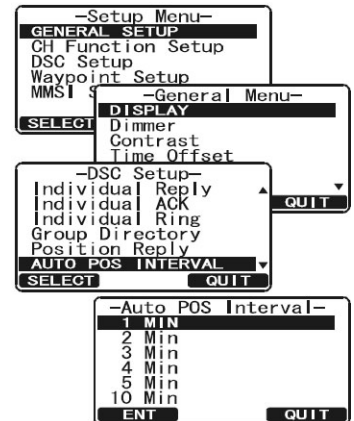 –Setup Menu–
GENERAL SETUP
CH Function Setup
DSC Setup
Waypoint Setup
MMSI S
SELECT
–General Menu–
DISPLAY
Dimmer
Contrast
Time Offset
QUIT
–DSC Setup–
Individual Reply
Individual ACK
Individual Ring
Group Directory
Position Reply
AUTO POS INTERVAL
SELECT QUIT
–Auto POS Interval–
1 MIN
2 Min
3 Min
4 Min
5 Min
10 Min
ENT QUIT